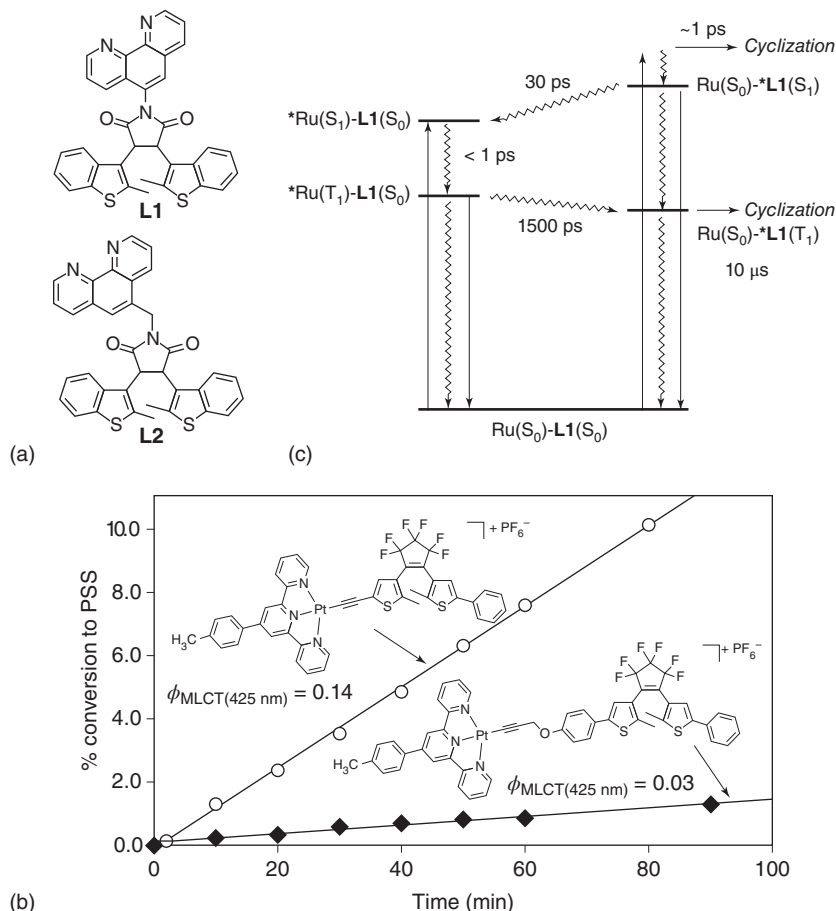 N
N
N
O
O
S
S
L1
N
N
N
O
O
S
S
L2
(a)
~1 ps
Cyclization
30 ps
Ru(S₀)-*L1(S₁)
*Ru(S₁)-L1(S₀)
< 1 ps
*Ru(T₁)-L1(S₀)
1500 ps
Cyclization
Ru(S₀)-*L1(T₁)
10 μs
Ru(S₀)-L1(S₀)
(c)
% conversion to PSS
10.0
8.0
6.0
4.0
2.0
0.0
0
20
40
60
80
100
Time (min)
+ PF₆⁻
F
F
F
F
F
F
N
N
N
Pt
S
S
H₃C
ϕMLCT(425 nm) = 0.14
+ PF₆⁻
F
F
F
F
F
F
N
N
N
Pt
O
S
S
H₃C
ϕMLCT(425 nm) = 0.03
(b)